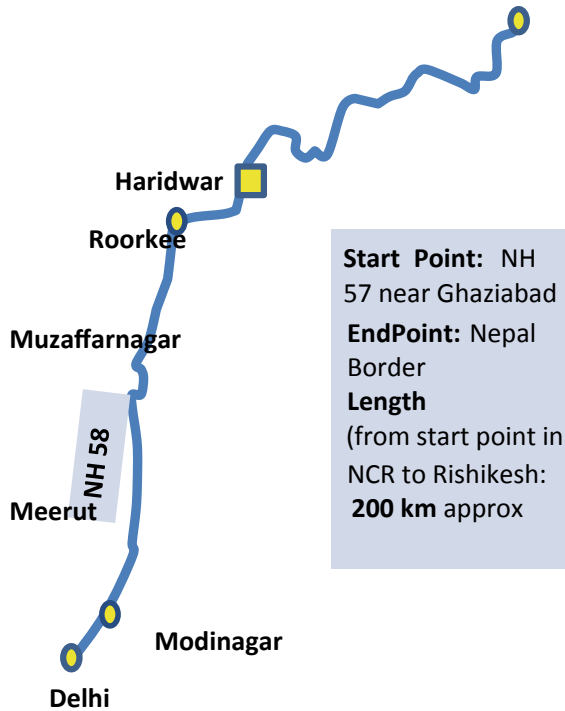 Haridwar
Roorkee
Start Point: NH
57 near Ghaziabad
EndPoint: Nepal
Border
Length
(from start point in
NCR to Rishikesh:
200 km approx
Muzaffarnagar
NH 58
Meerut
Modinagar
Delhi